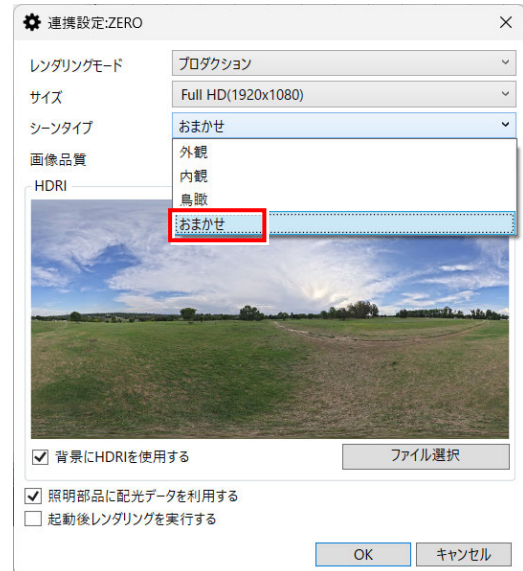 連携設定:ZERO
レンダリングモード プロダクション
サイズ Full HD(1920x1080)
シーンタイプ おまかせ
外観
画像品質
内観
HDRI
鳥瞰
おまかせ
背景にHDRIを使用する ファイル選択
照明部品に配光データを利用する
起動後レンダリングを実行する
OK キャンセル